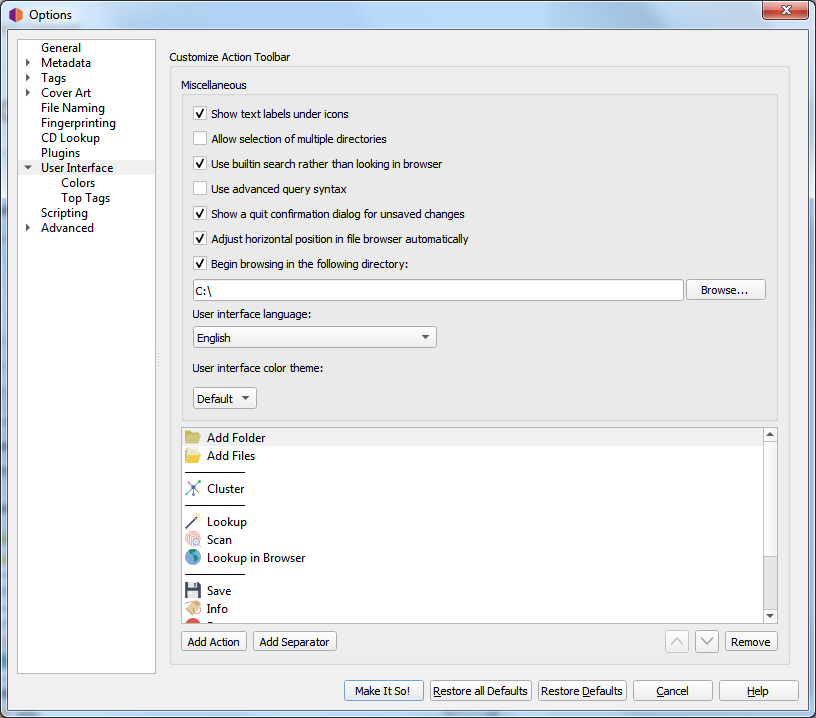 Options
General
Metadata
Tags
Cover Art
File Naming
Fingerprinting
CD Lookup
Plugins
User Interface
Colors
Top Tags
Scripting
Advanced
Customize Action Toolbar
Miscellaneous
Show text labels under icons
Allow selection of multiple directories
Use builtin search rather than looking in browser
Use advanced query syntax
Show a quit confirmation dialog for unsaved changes
Adjust horizontal position in file browser automatically
Begin browsing in the following directory:
C:\
Browse...
User interface language:
English
User interface color theme:
Default
Add Folder
Add Files
Cluster
Lookup
Scan
Lookup in Browser
Save
Info
Add Action
Add Separator
Remove
Make It So!
Restore all Defaults
Restore Defaults
Cancel
Help